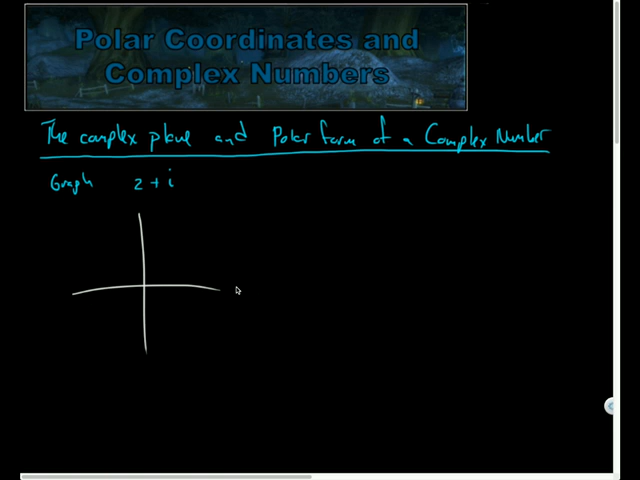 Polar Coordinates and
Complex Numbers
The complex plane and Polar form of a Complex Number
Graph 2 + i